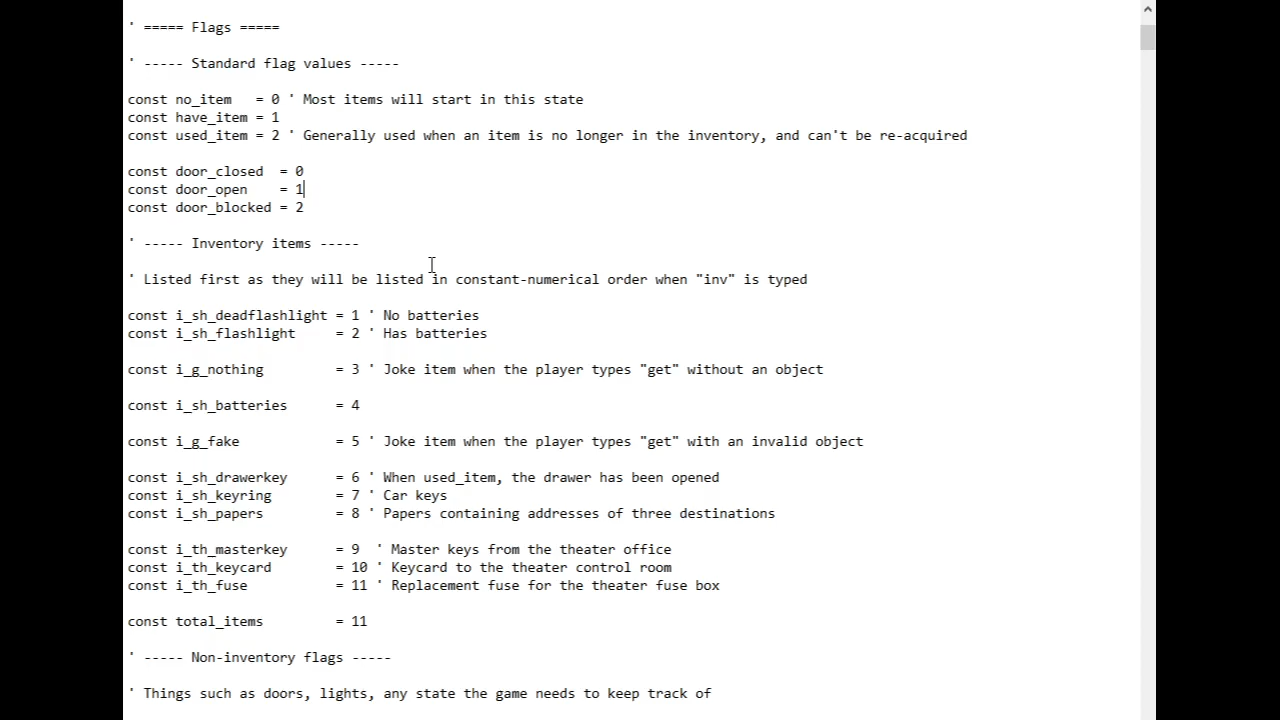 ' ===== Flags =====
' ----- Standard flag values -----
const no_item   = 0 ' Most items will start in this state
const have_item = 1
const used_item = 2 ' Generally used when an item is no longer in the inventory, and can't be re-acquired
const door_closed  = 0
const door_open    = 1
const door_blocked = 2
' ----- Inventory items -----
' Listed first as they will be listed in constant-numerical order when "inv" is typed
const i_sh_deadflashlight = 1 ' No batteries
const i_sh_flashlight     = 2 ' Has batteries
const i_g_nothing         = 3 ' Joke item when the player types "get" without an object
const i_sh_batteries      = 4
const i_g_fake            = 5 ' Joke item when the player types "get" with an invalid object
const i_sh_drawerkey      = 6 ' When used_item, the drawer has been opened
const i_sh_keyring        = 7 ' Car keys
const i_sh_papers         = 8 ' Papers containing addresses of three destinations
const i_th_masterkey      = 9  ' Master keys from the theater office
const i_th_keycard        = 10 ' Keycard to the theater control room
const i_th_fuse           = 11 ' Replacement fuse for the theater fuse box
const total_items         = 11
' ----- Non-inventory flags -----
' Things such as doors, lights, any state the game needs to keep track of